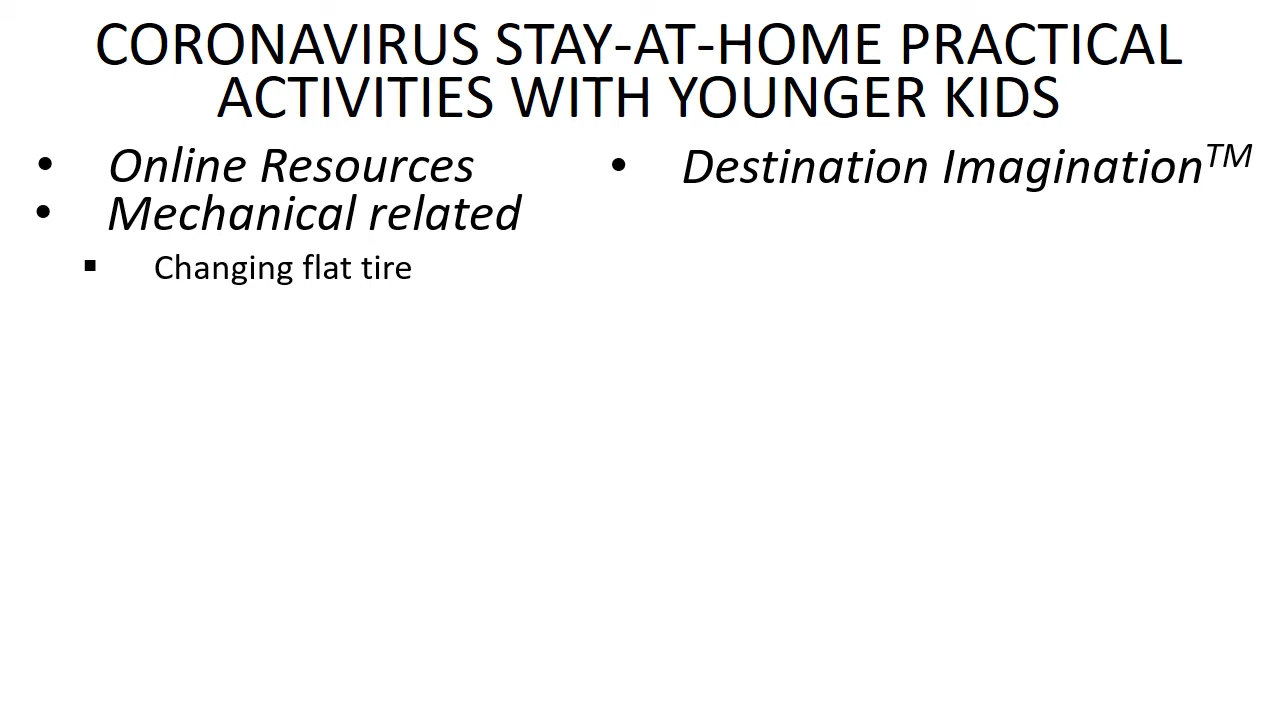 CORONAVIRUS STAY-AT-HOME PRACTICAL
ACTIVITIES WITH YOUNGER KIDS
• Online Resources
• Mechanical related
▪ Changing flat tire
• Destination Imagination™